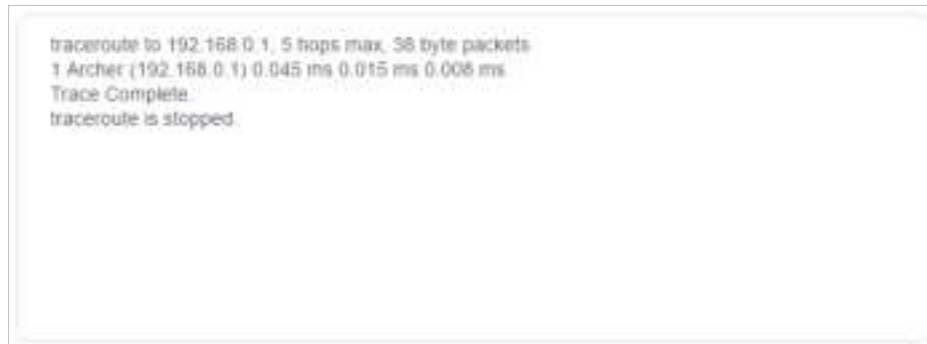 traceroute to 192.168.0.1, 5 hops max, 38 byte packets
1 Archer (192.168.0.1) 0.045 ms 0.015 ms 0.008 ms
Trace Complete.
traceroute is stopped.